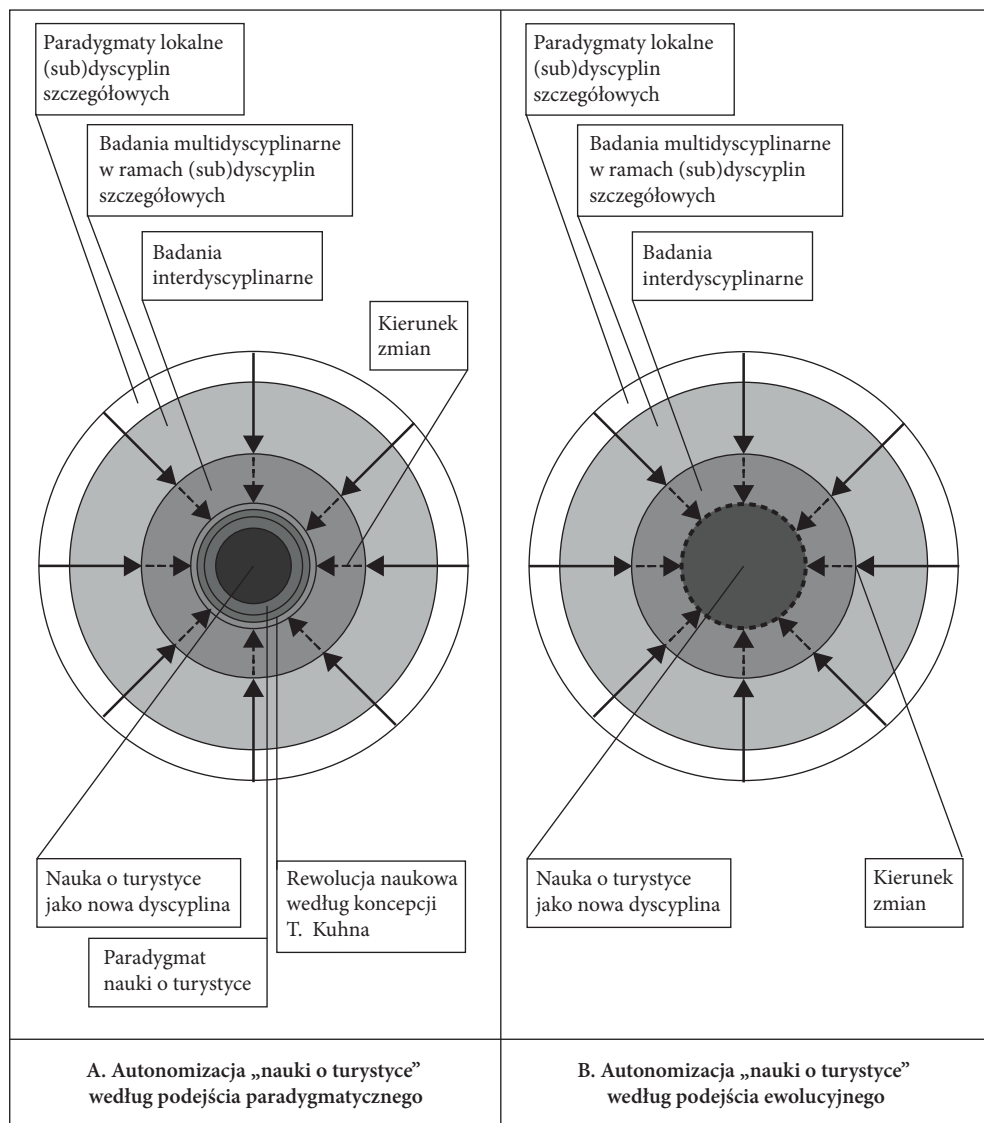 Paradygmaty lokalne
(sub)dyscyplin
szczegółowych
Badania multidyscyplinarne
w ramach (sub)dyscyplin
szczegółowych
Badania
interdyscyplinarne
Kierunek
zmian
Nauka o turystyce
jako nowa dyscyplina
Rewolucja naukowa
według koncepcji
T. Kuhna
Paradygmat
nauki o turystyce
A. Autonomizacja „nauki o turystyce”
według podejścia paradygmatycznego
Paradygmaty lokalne
(sub)dyscyplin
szczegółowych
Badania multidyscyplinarne
w ramach (sub)dyscyplin
szczegółowych
Badania
interdyscyplinarne
Nauka o turystyce
jako nowa dyscyplina
Kierunek
zmian
B. Autonomizacja „nauki o turystyce”
według podejścia ewolucyjnego